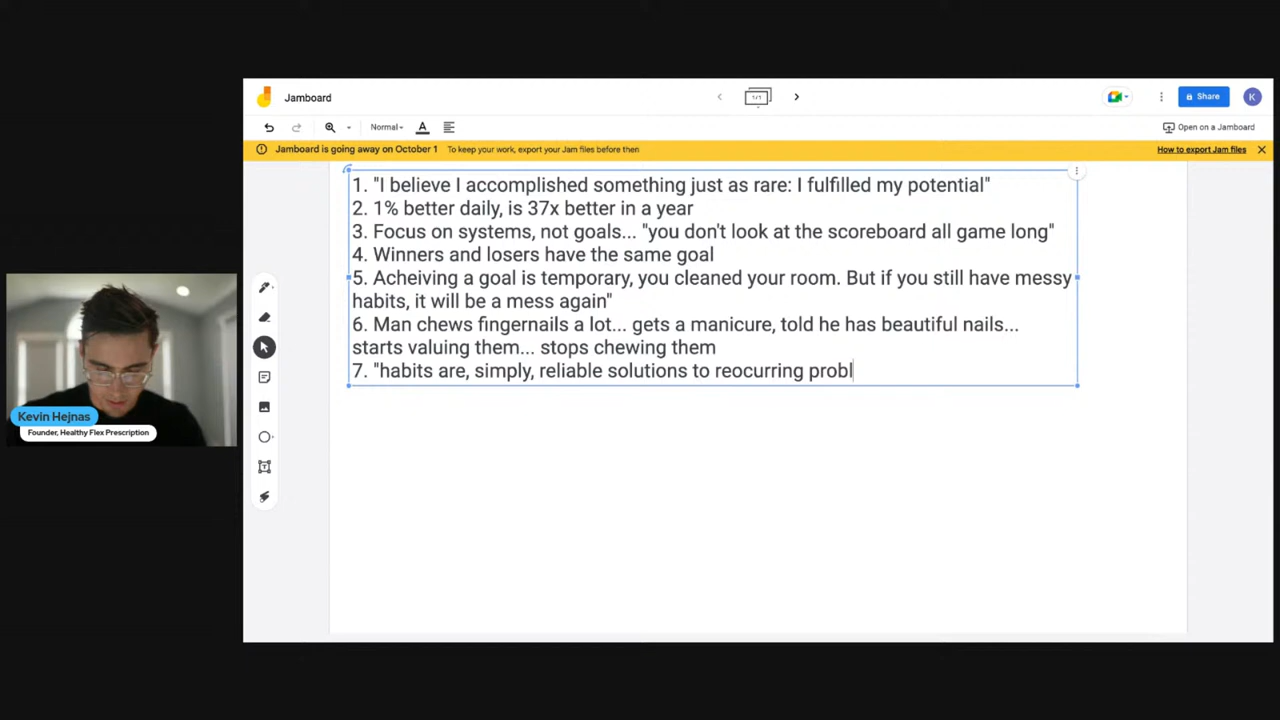 Jamboard
1/1
Share
K
Normal
A
Open on a Jamboard
Jamboard is going away on October 1 To keep your work, export your Jam files before then
How to export Jam files
1. "I believe I accomplished something just as rare: I fulfilled my potential"
2. 1% better daily, is 37x better in a year
3. Focus on systems, not goals... "you don't look at the scoreboard all game long"
4. Winners and losers have the same goal
5. Acheiving a goal is temporary, you cleaned your room. But if you still have messy
habits, it will be a mess again"
6. Man chews fingernails a lot... gets a manicure, told he has beautiful nails...
starts valuing them... stops chewing them
7. "habits are, simply, reliable solutions to reocurring probl
Kevin Hejnas
Founder, Healthy Flex Prescription